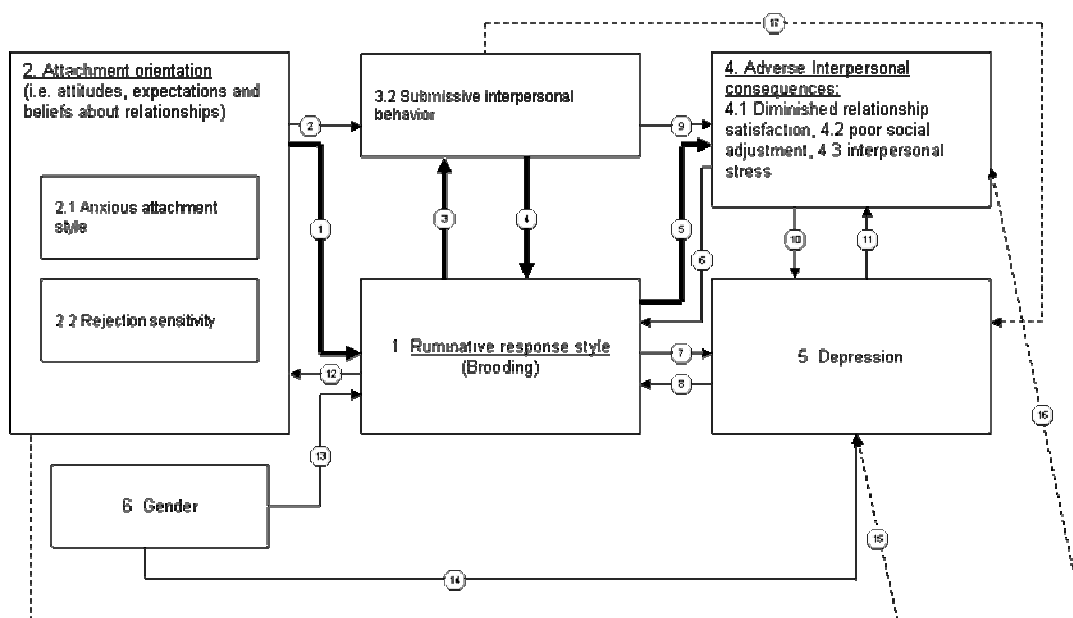 17
2. Attachment orientation
(i.e. attitudes, expectations and
beliefs about relationships)
2.1 Anxious attachment
style
2 2 Rejection sensitivity
3.2 Submissive interpersonal
behavior
4. Adverse Interpersonal
consequences:
4.1 Diminished relationship
satisfaction, 4.2 poor social
adjustment, 4 3 interpersonal
stress
2
9
1
3
4
5
6
10
11
1 Ruminative response style
(Brooding)
7
8
5 Depression
12
13
16
6 Gender
15
14